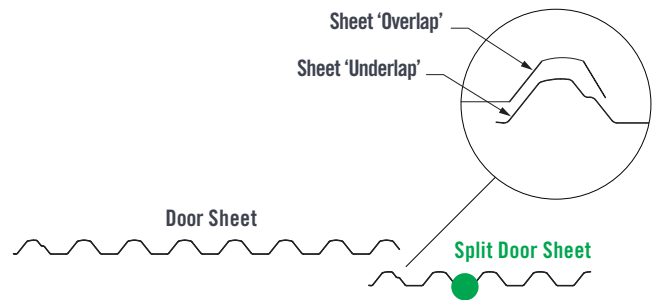 Sheet ‘Overlap’
Sheet ‘Underlap’
Door Sheet
Split Door Sheet